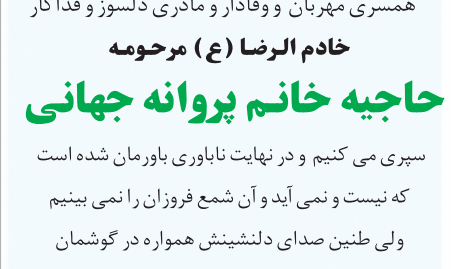 همسری مهربان و وفادار و مادری دلسوز و فداکار
خادم الرضا (ع) مرحومه
حاجیه خانم پروانه جهانی
سپری می کنیم و در نهایت ناباوری باورمان شده است
که نیست و نمی آید و آن شمع فروزان را نمی بینیم
ولی طنین صدای دلنشینش همواره در گوشمان